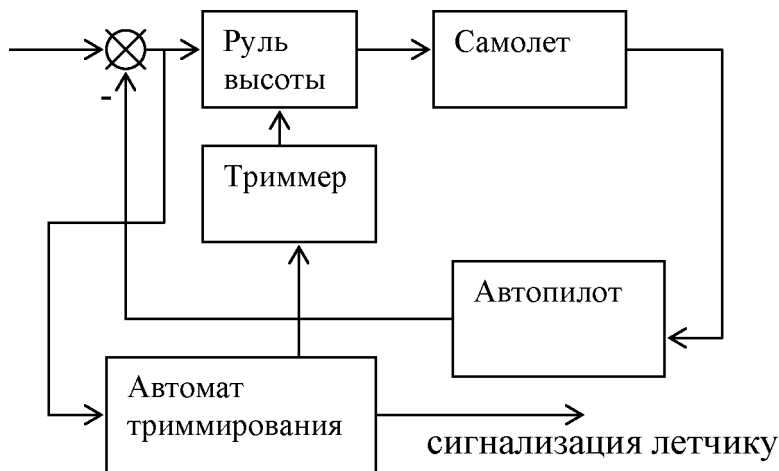 Руль
высоты
Самолет
-
Триммер
Автопилот
Автомат
триммирования
сигнализация летчику